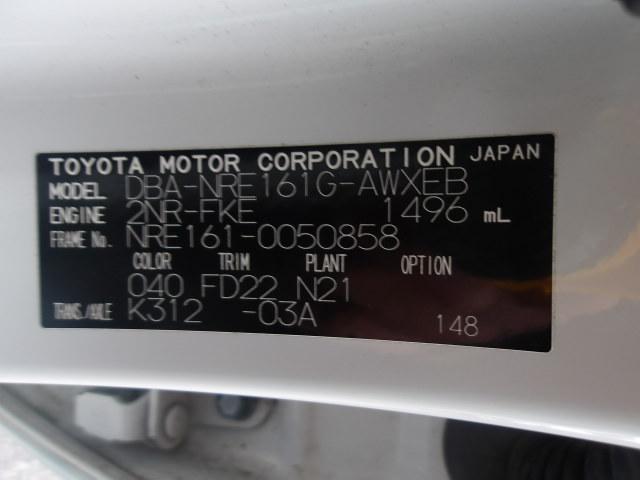 TOYOTA MOTOR CORPORATION JAPAN
MODEL DBA-NRE161G-AWXEB
ENGINE 2NR-FKE 1496 mL
FRAME No. NRE161-0050858
COLOR TRIM PLANT OPTION
040 FD22 N21
TRANS./AXLE K312 -03A
148